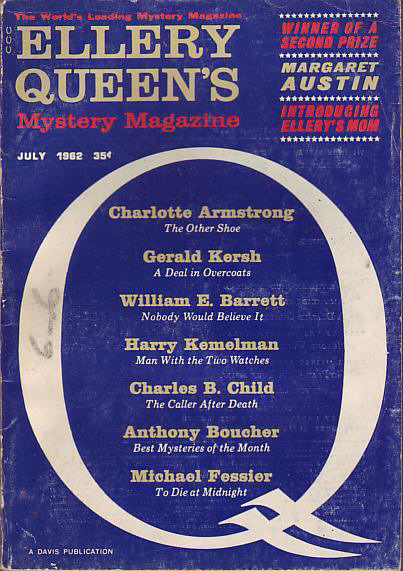 The World's Leading Mystery Magazine
ELLERY
QUEEN'S
Mystery Magazine
WINNER OF A
SECOND PRIZE
MARGARET
AUSTIN
INTRODUCING
ELLERY'S MOM
JULY 1962 35¢
Charlotte Armstrong
The Other Shoe
Gerald Kersh
A Deal in Overcoats
William E. Barrett
Nobody Would Believe It
Harry Kemelman
Man With the Two Watches
Charles B. Child
The Caller After Death
Anthony Boucher
Best Mysteries of the Month
Michael Fessier
To Die at Midnight
A DAVIS PUBLICATION